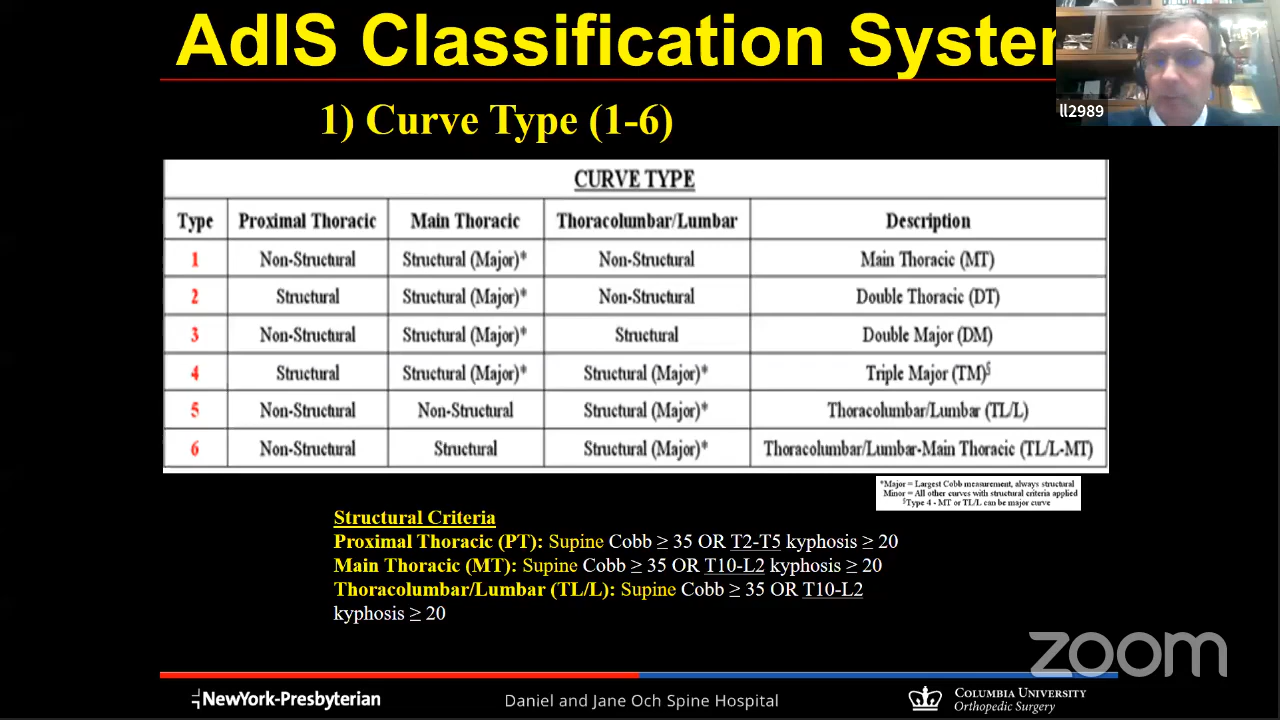 AdIS Classification System
ll2989
1) Curve Type (1-6)
CURVE TYPE
Type Proximal Thoracic Main Thoracic Thoracolumbar/Lumbar Description
1 Non-Structural Structural (Major)* Non-Structural Main Thoracic (MT)
2 Structural Structural (Major)* Non-Structural Double Thoracic (DT)
3 Non-Structural Structural (Major)* Structural Double Major (DM)
4 Structural Structural (Major)* Structural (Major)* Triple Major (TM)§
5 Non-Structural Non-Structural Structural (Major)* Thoracolumbar/Lumbar (TL/L)
6 Non-Structural Structural Structural (Major)* Thoracolumbar/Lumbar-Main Thoracic (TL/L-MT)
*Major = Largest Cobb measurement, always structural
Minor = All other curves with structural criteria applied
§Type 4 - MT or TL/L can be major curve
Structural Criteria
Proximal Thoracic (PT): Supine Cobb ≥ 35 OR T2-T5 kyphosis ≥ 20
Main Thoracic (MT): Supine Cobb ≥ 35 OR T10-L2 kyphosis ≥ 20
Thoracolumbar/Lumbar (TL/L): Supine Cobb ≥ 35 OR T10-L2
kyphosis ≥ 20
zoom
NewYork-Presbyterian
Daniel and Jane Och Spine Hospital
COLUMBIA UNIVERSITY
Orthopedic Surgery